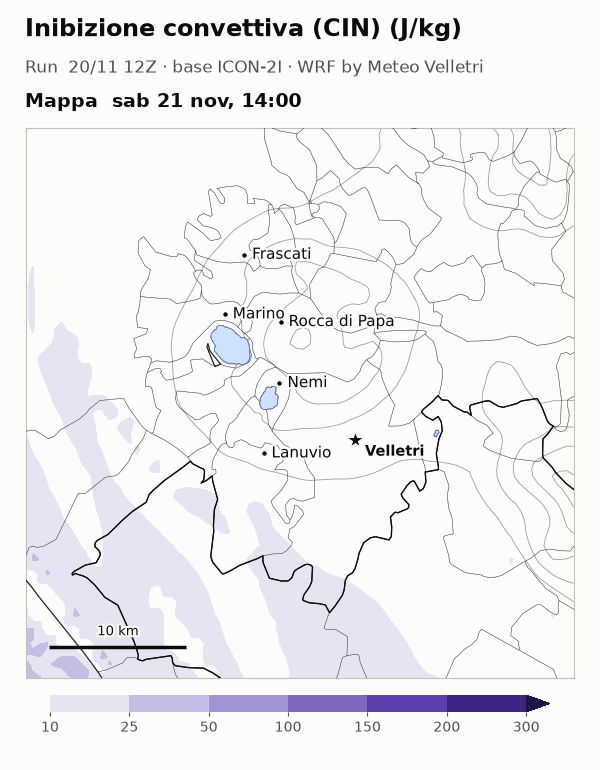 Inibizione convettiva (CIN) (J/kg)
Run  20/11 12Z · base ICON-2I · WRF by Meteo Velletri
Mappa  sab 21 nov, 14:00
Frascati
Marino
Rocca di Papa
Nemi
Velletri
Lanuvio
10 km
10 25 50 100 150 200 300